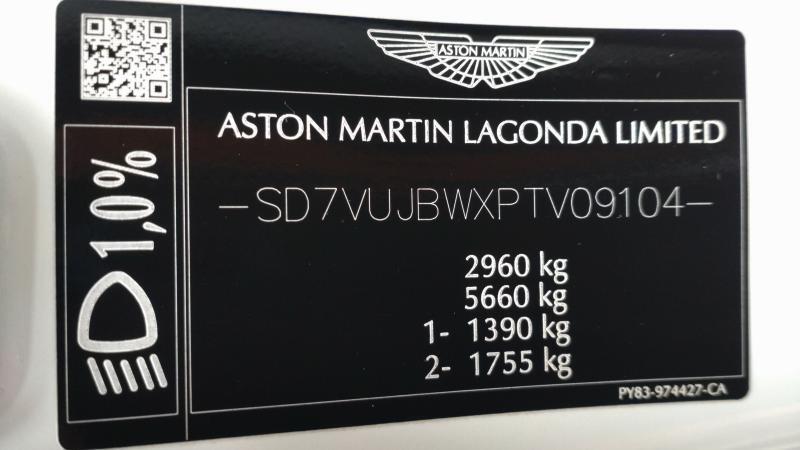 ASTON MARTIN
ASTON MARTIN LAGONDA LIMITED
-SD7VUJBWXPTV09104-
2960 kg
5660 kg
1- 1390 kg
2- 1755 kg
PY83-974427-CA
1,0%